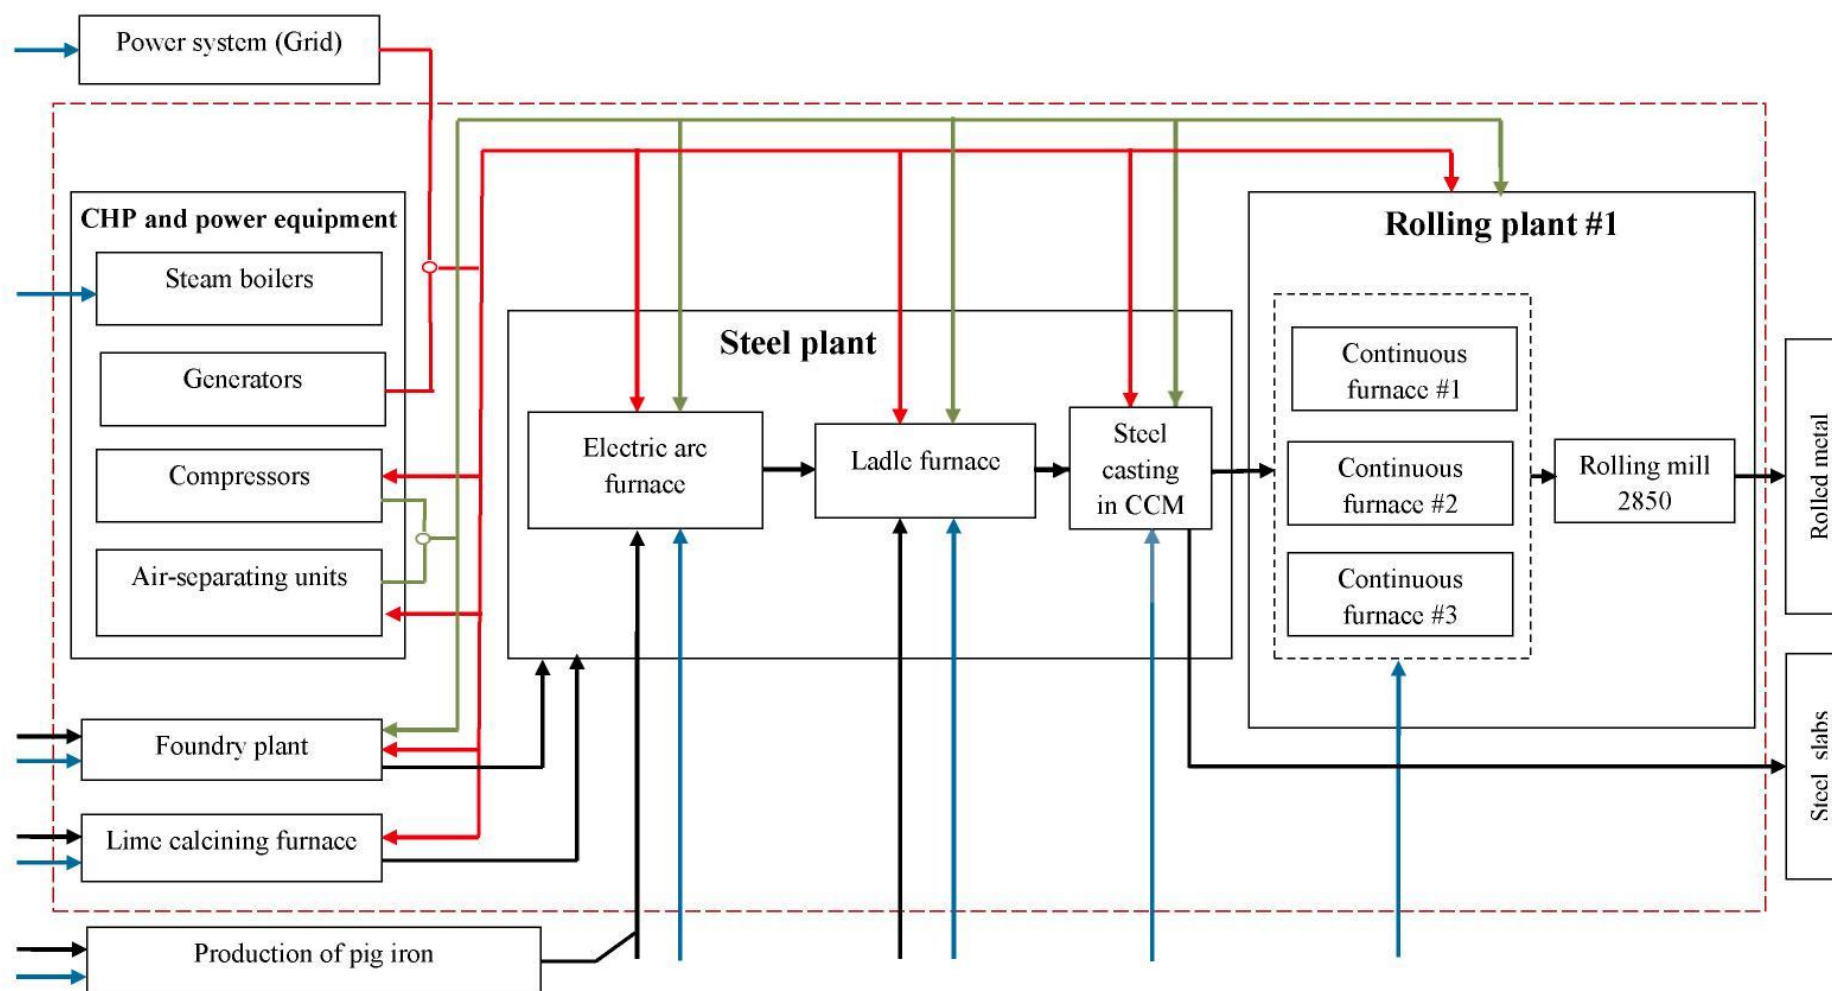 Power system (Grid)
CHP and power equipment
Steam boilers
Generators
Compressors
Air-separating units
Foundry plant
Lime calcining furnace
Production of pig iron
Steel plant
Electric arc
furnace
Ladle furnace
Steel
casting
in CCM
Rolling plant #1
Continuous
furnace #1
Continuous
furnace #2
Continuous
furnace #3
Rolling mill
2850
Rolled metal
Steel slabs